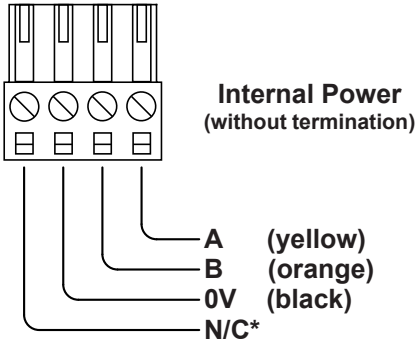 Internal Power
(without termination)
A (yellow)
B (orange)
0V (black)
N/C*